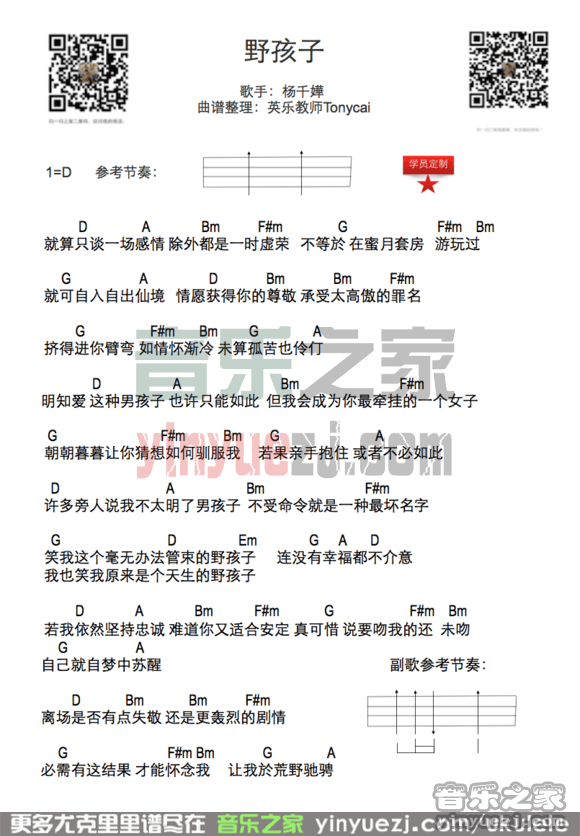 野孩子
歌手：杨千嬅
曲谱整理：英乐教师Tonycai
1=D 参考节奏：
学员定制
D A Bm F#m G F#m Bm
就算只谈一场感情 除外都是一时虚荣 不等於 在蜜月套房 游玩过
G A D Bm Bm F#m
就可自入自出仙境 情愿获得你的尊敬 承受太高傲的罪名
G F#m Bm G A
挤得进你臂弯 如情怀渐冷 未算孤苦也伶仃
音乐之家
D A Bm F#m
明知爱 这种男孩子 也许只能如此 但我会成为你最牵挂的一个女子
G F#m Bm G A
朝朝暮暮让你猜想如何驯服我 若果亲手抱住 或者不必如此
yinyuezj.com
D A Bm F#m
许多旁人说我不太明了男孩子 不受命令就是一种最坏名字
G D Em G A D
笑我这个毫无办法管束的野孩子 连没有幸福都不介意
我也笑我原来是个天生的野孩子
D A Bm F#m G F#m Bm
若我依然坚持忠诚 难道你又适合安定 真可惜 说要吻我的还 未吻
G A
自己就自梦中苏醒 副歌参考节奏：
D Bm Bm F#m
离场是否有点失敬 还是更轰烈的剧情
G F#m Bm G A
必需有这结果 才能怀念我 让我於荒野驰骋
音乐之家
yinyuezj.com
更多尤克里里谱尽在 音乐之家 yinyuezj.com